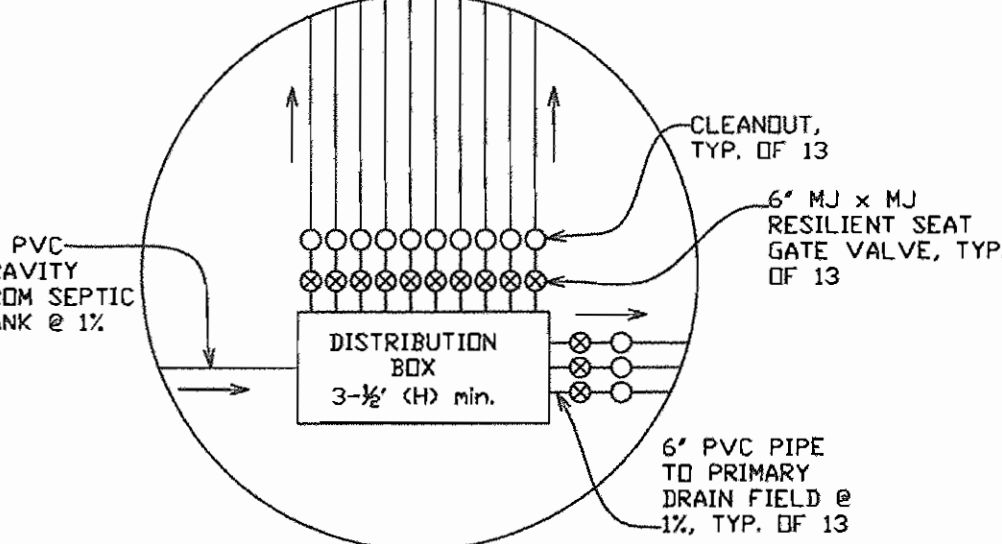 CLEANOUT,
TYP. OF 13
6" MJ x MJ
RESILIENT SEAT
GATE VALVE, TYP.
OF 13
PVC
RAVITY
ROM SEPTIC
ANK @ 1%
DISTRIBUTION
BOX
3-½' (H) min.
6" PVC PIPE
TO PRIMARY
DRAIN FIELD @
1%, TYP. OF 13